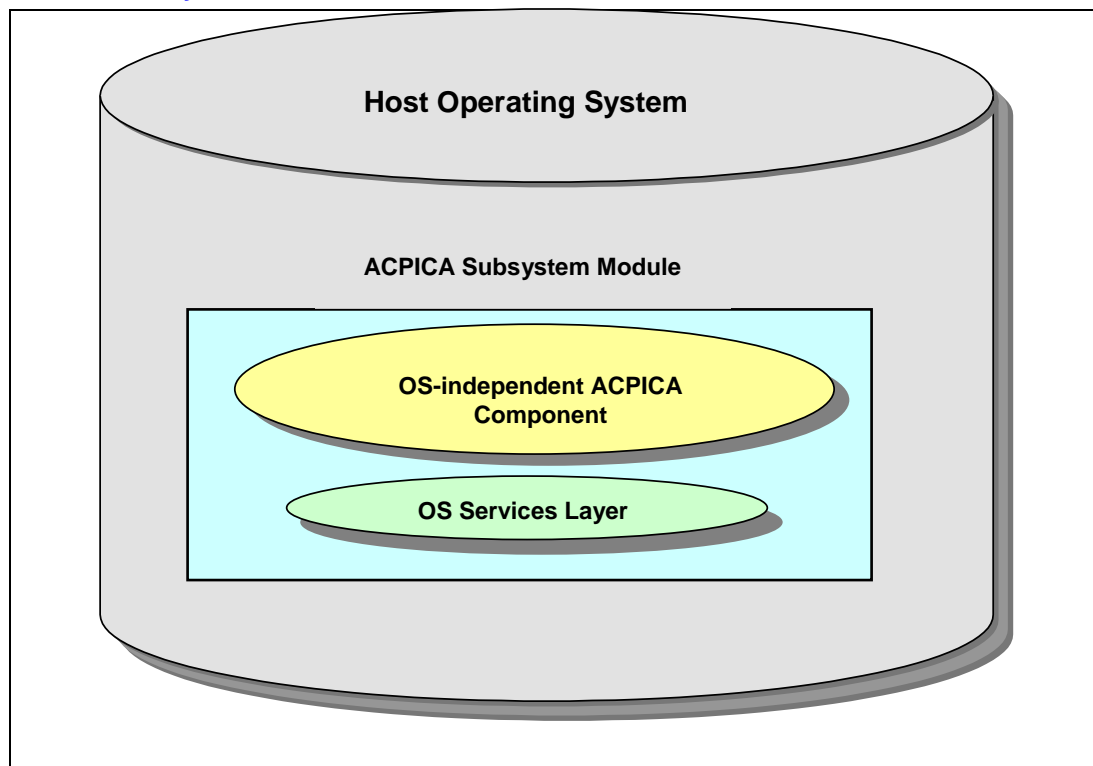 Host Operating System
ACPICA Subsystem Module
OS-independent ACPICA
Component
OS Services Layer